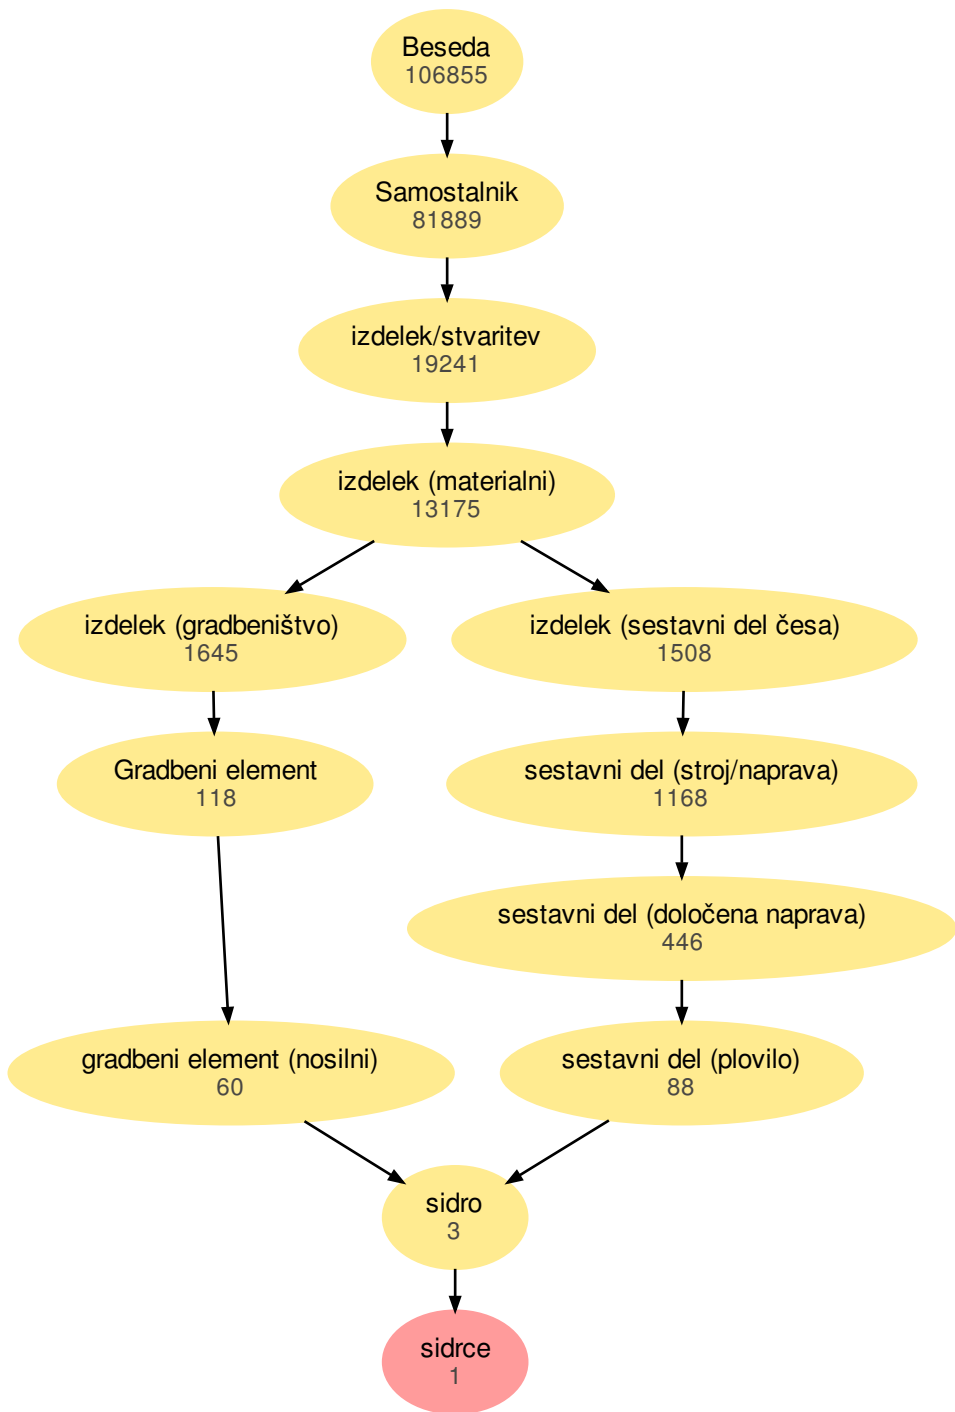 Beseda
106855
Samostalnik
81889
izdelek/stvaritev
19241
izdelek (materialni)
13175
izdelek (gradbeništvo)
1645
izdelek (sestavni del česa)
1508
Gradbeni element
118
sestavni del (stroj/naprava)
1168
sestavni del (določena naprava)
446
gradbeni element (nosilni)
60
sestavni del (plovilo)
88
sidro
3
sidrce
1